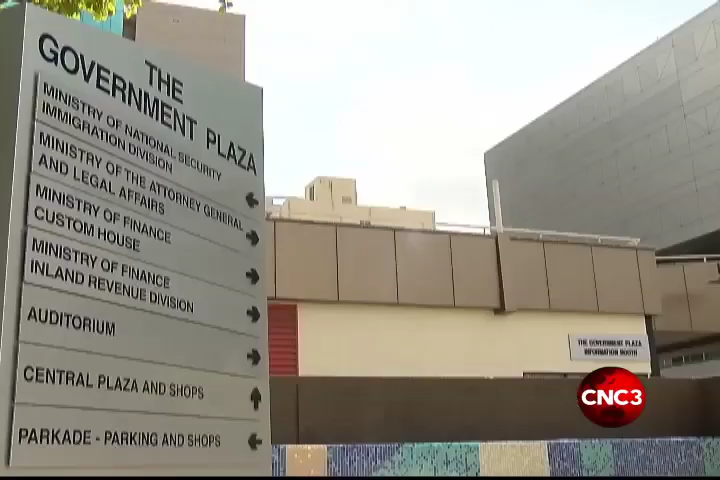 THE
GOVERNMENT PLAZA
MINISTRY OF NATIONAL SECURITY
IMMIGRATION DIVISION
MINISTRY OF THE ATTORNEY GENERAL
AND LEGAL AFFAIRS
MINISTRY OF FINANCE
CUSTOM HOUSE
MINISTRY OF FINANCE
INLAND REVENUE DIVISION
AUDITORIUM
CENTRAL PLAZA AND SHOPS
PARKADE - PARKING AND SHOPS
THE GOVERNMENT PLAZA
INFORMATION BOOTH
CNC3